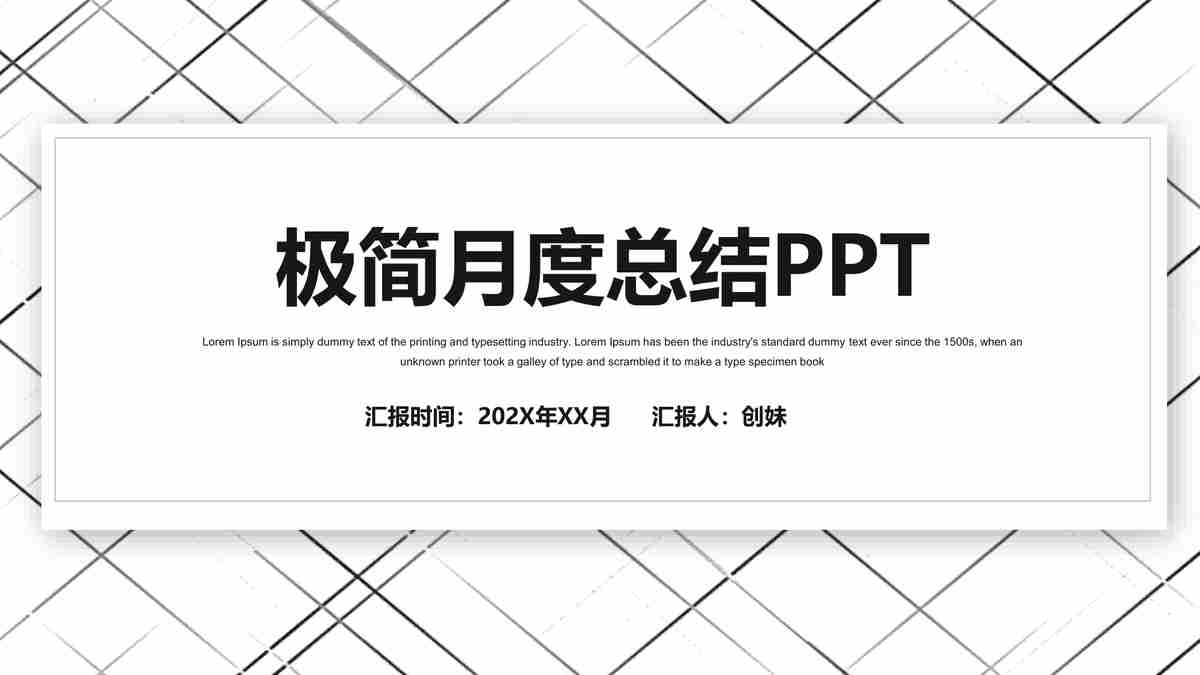 极简月度总结PPT
Lorem Ipsum is simply dummy text of the printing and typesetting industry. Lorem Ipsum has been the industry's standard dummy text ever since the 1500s, when an
unknown printer took a galley of type and scrambled it to make a type specimen book
汇报时间：202X年XX月 汇报人：创妹